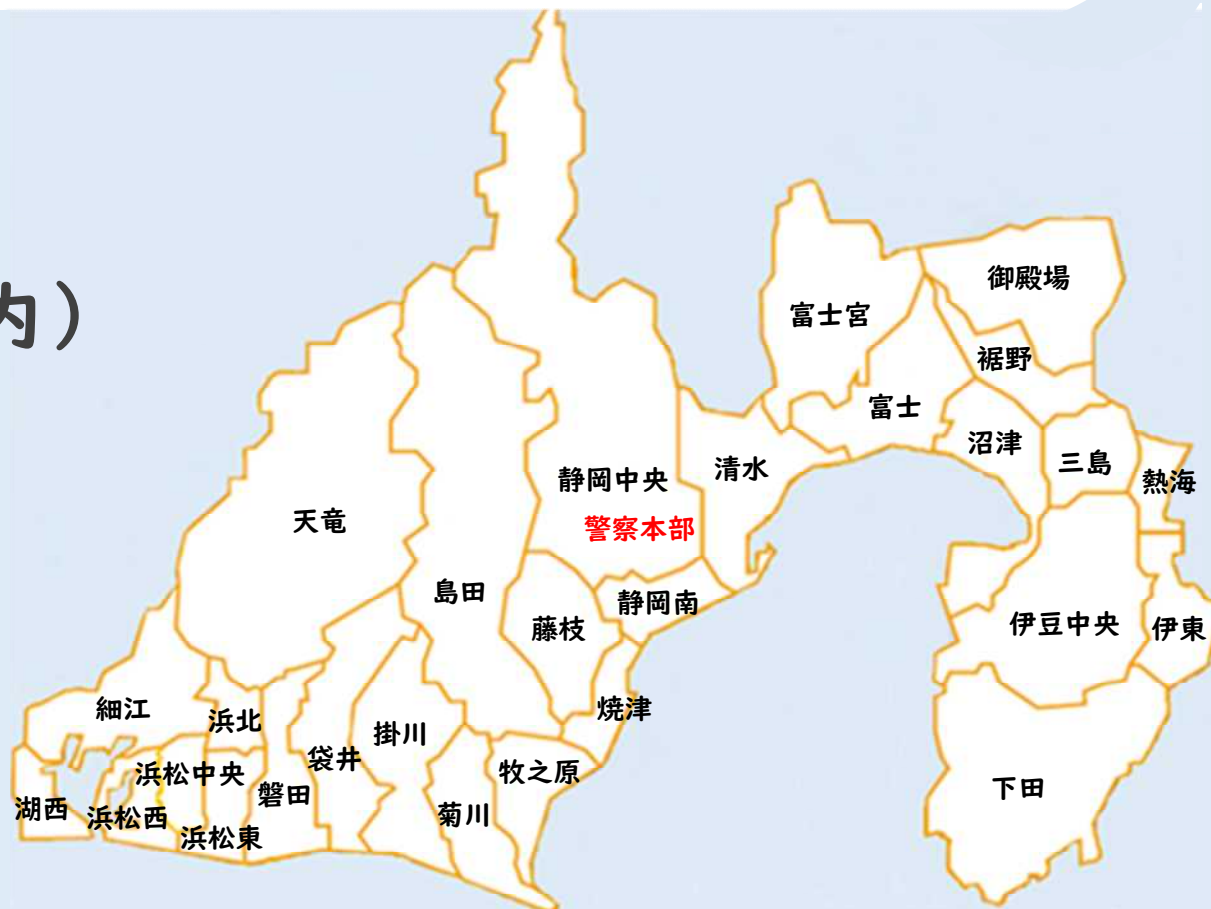 内）
御殿場
富士宮
裾野
富士
沼津
三島
熱海
清水
静岡中央
警察本部
天竜
島田
静岡南
藤枝
伊豆中央
伊東
細江
浜北
焼津
掛川
袋井
浜松中央
牧之原
磐田
下田
湖西
浜松西
菊川
浜松東